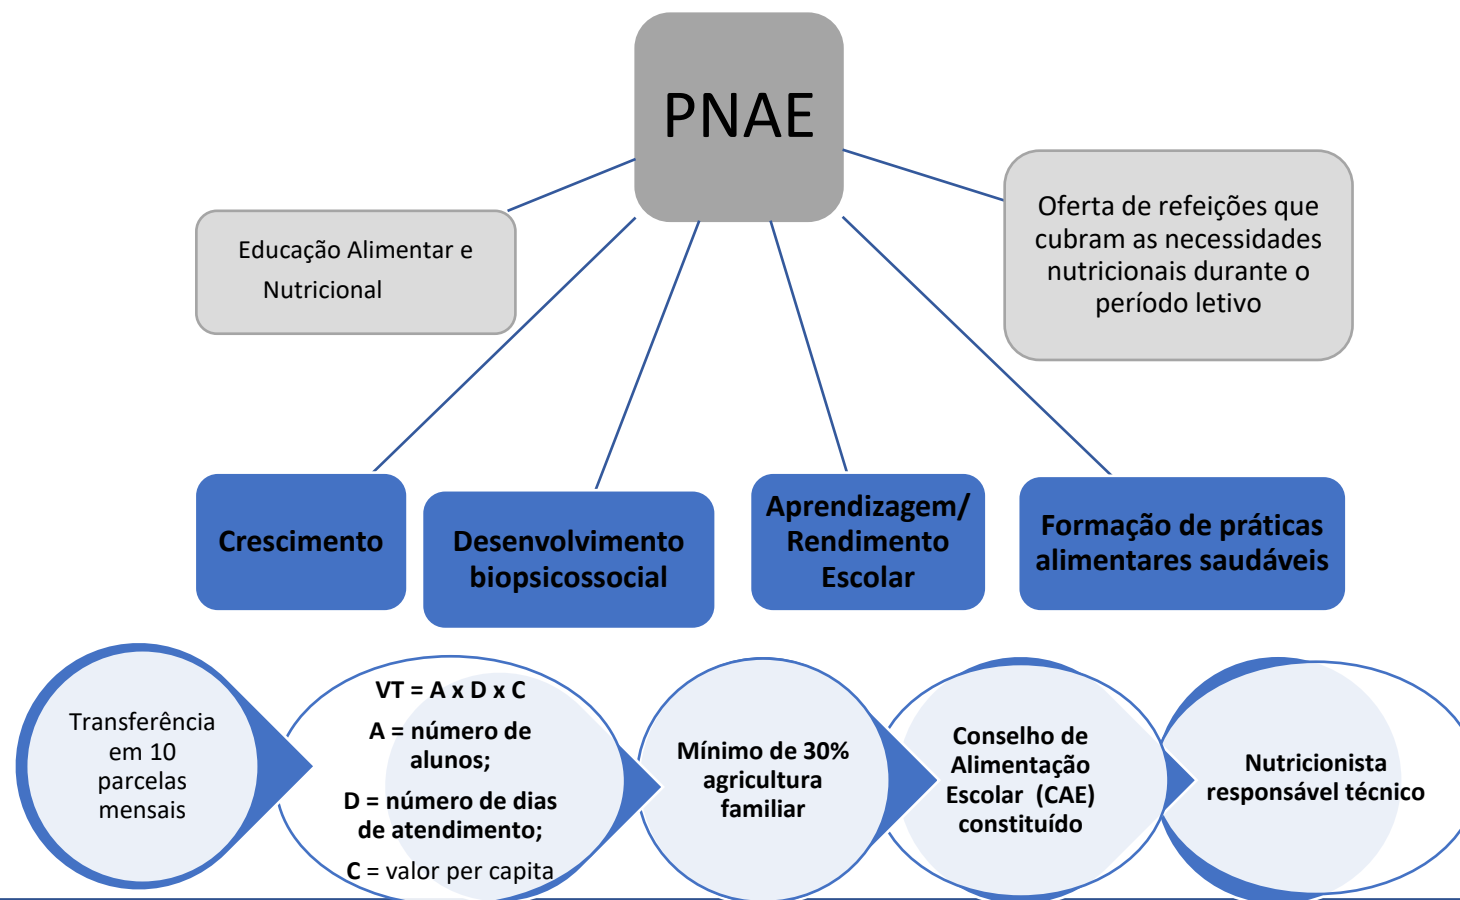 PNAE
Educação Alimentar e
Nutricional
Oferta de refeições que
cubram as necessidades
nutricionais durante o
período letivo
Crescimento
Desenvolvimento
biopsicossocial
Aprendizagem/
Rendimento
Escolar
Formação de práticas
alimentares saudáveis
Transferência
em 10
parcelas
mensais
VT = A x D x C
A = número de
alunos;
D = número de dias
de atendimento;
C = valor per capita
Mínimo de 30%
agricultura
familiar
Conselho de
Alimentação
Escolar (CAE)
constituído
Nutricionista
responsável técnico